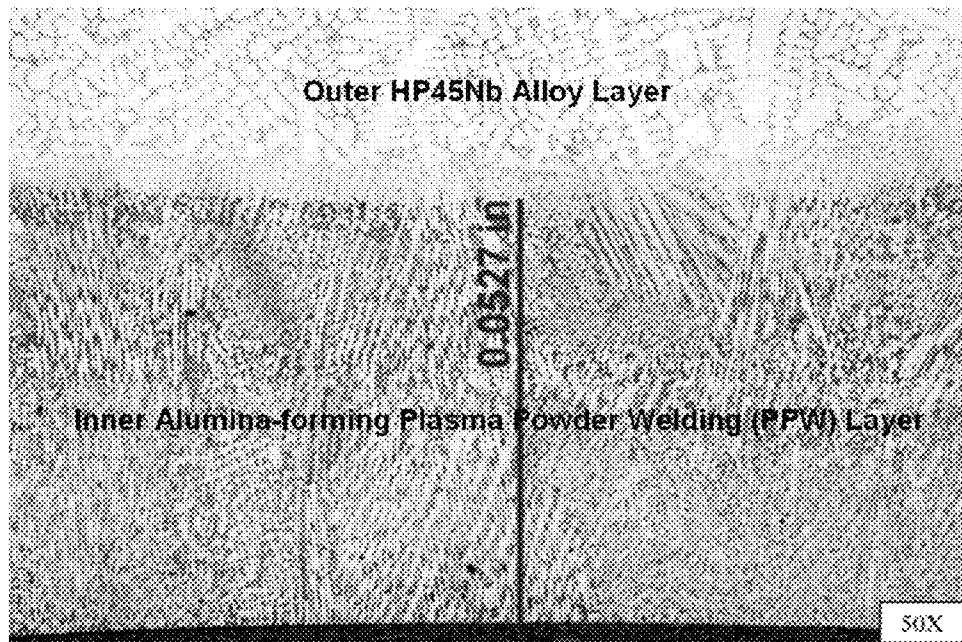 Outer HP45Nb Alloy Layer
0.0527 in
Inner Alumina-forming Plasma Powder Welding (PPW) Layer
50X